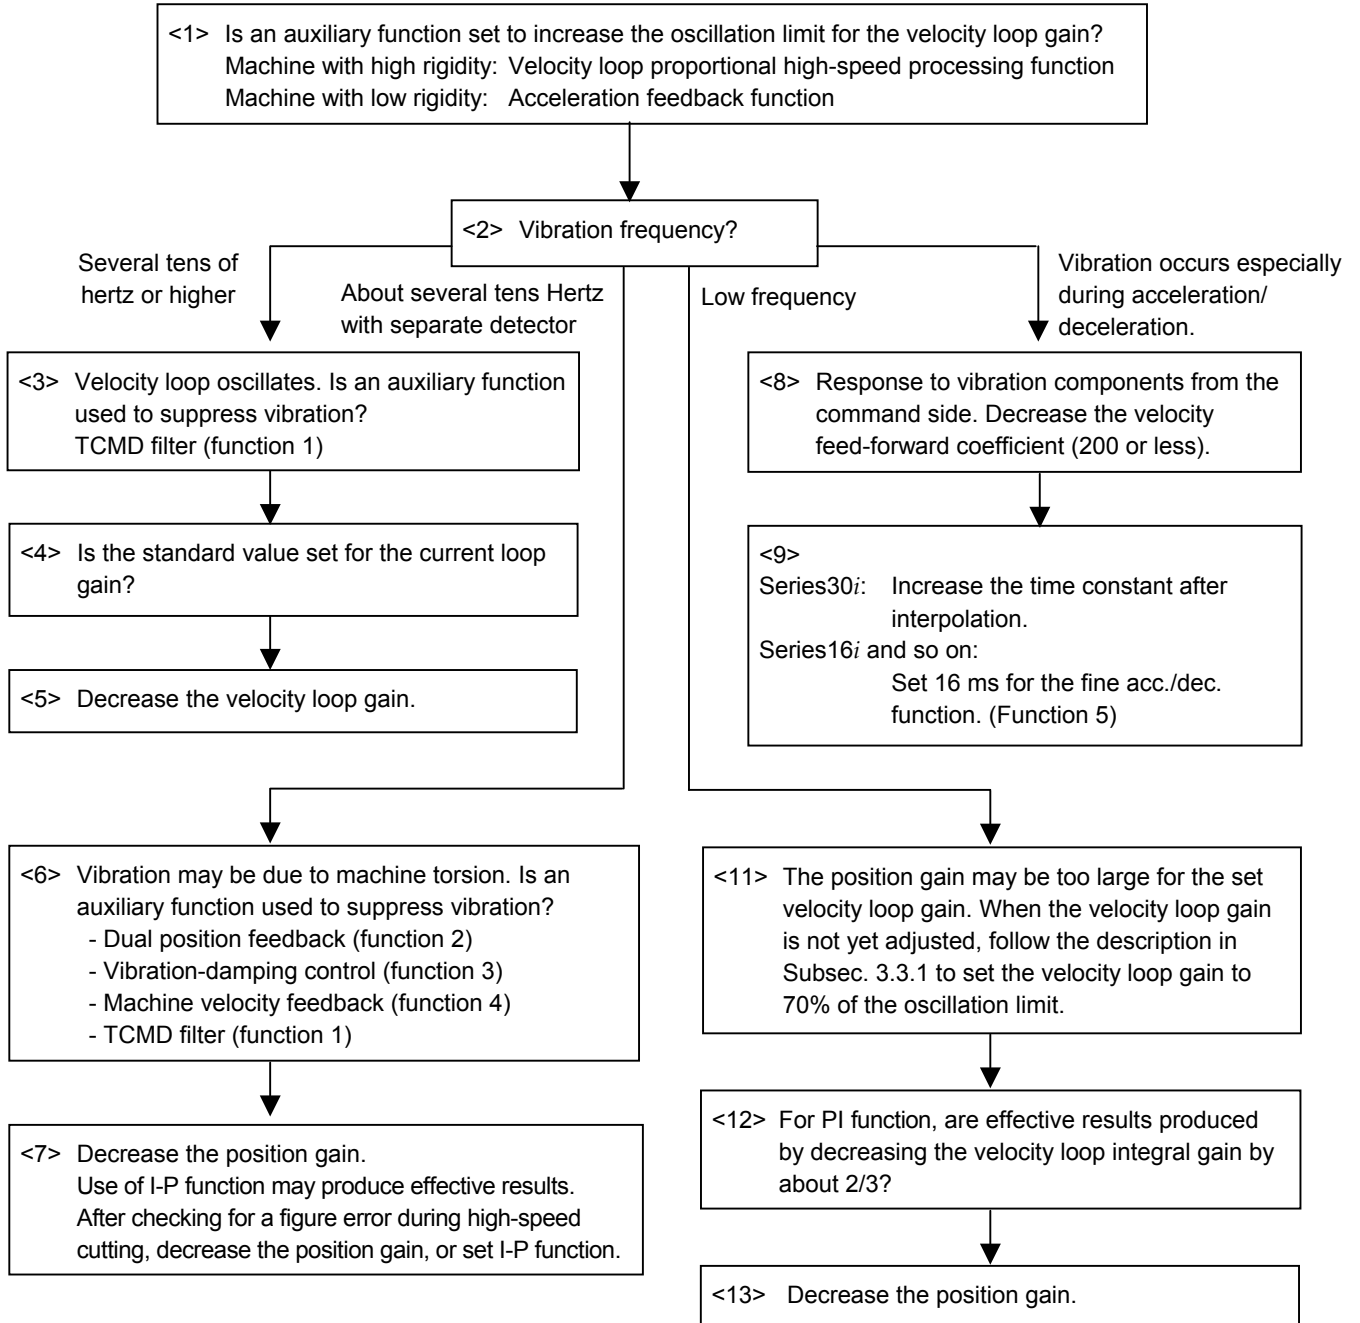 <1> Is an auxiliary function set to increase the oscillation limit for the velocity loop gain?
Machine with high rigidity: Velocity loop proportional high-speed processing function
Machine with low rigidity: Acceleration feedback function
<2> Vibration frequency?
Several tens of
hertz or higher
About several tens Hertz
with separate detector
Low frequency
Vibration occurs especially
during acceleration/
deceleration.
<3> Velocity loop oscillates. Is an auxiliary function
used to suppress vibration?
TCMD filter (function 1)
<4> Is the standard value set for the current loop
gain?
<5> Decrease the velocity loop gain.
<8> Response to vibration components from the
command side. Decrease the velocity
feed-forward coefficient (200 or less).
<9>
Series30i: Increase the time constant after
interpolation.
Series16i and so on:
Set 16 ms for the fine acc./dec.
function. (Function 5)
<6> Vibration may be due to machine torsion. Is an
auxiliary function used to suppress vibration?
- Dual position feedback (function 2)
- Vibration-damping control (function 3)
- Machine velocity feedback (function 4)
- TCMD filter (function 1)
<7> Decrease the position gain.
Use of I-P function may produce effective results.
After checking for a figure error during high-speed
cutting, decrease the position gain, or set I-P function.
<11> The position gain may be too large for the set
velocity loop gain. When the velocity loop gain
is not yet adjusted, follow the description in
Subsec. 3.3.1 to set the velocity loop gain to
70% of the oscillation limit.
<12> For PI function, are effective results produced
by decreasing the velocity loop integral gain by
about 2/3?
<13> Decrease the position gain.